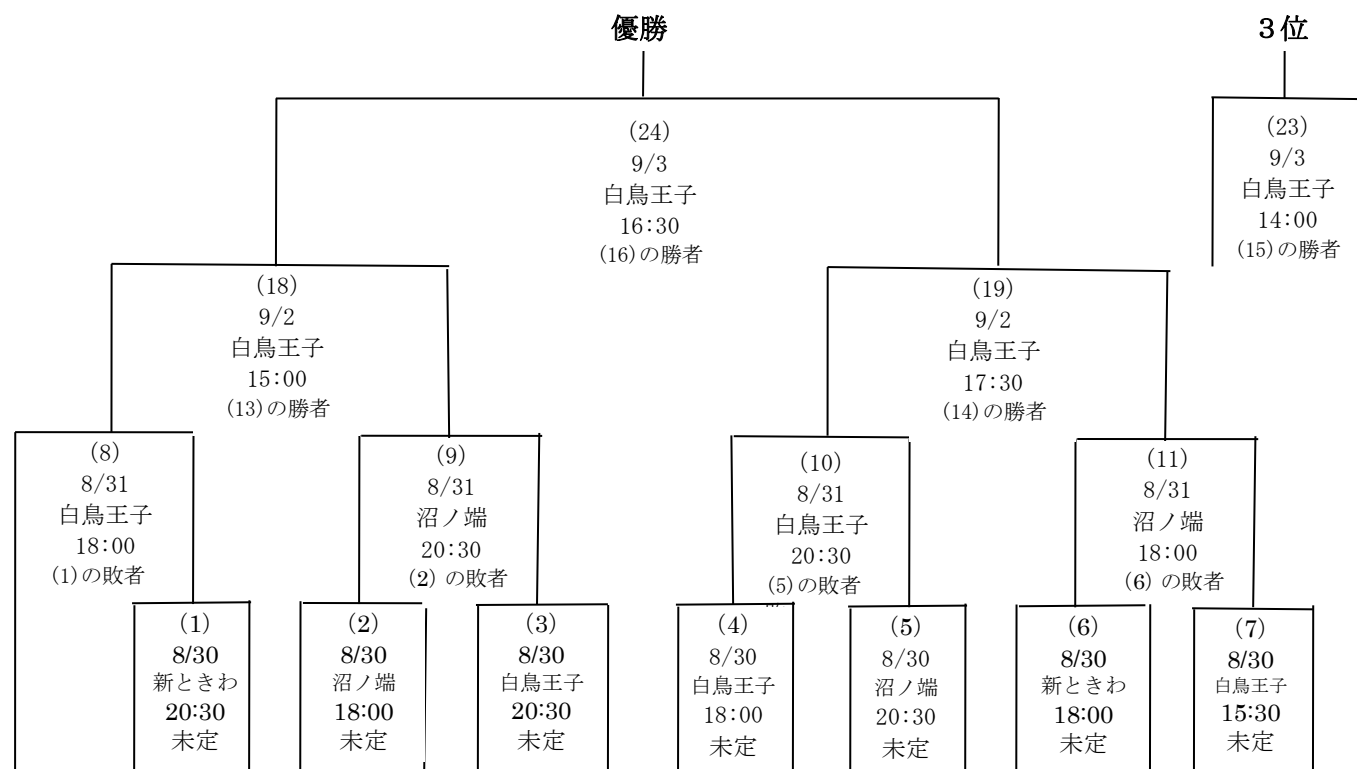 優勝
３位
(24)
9/3
白鳥王子
16:30
(16)の勝者
(23)
9/3
白鳥王子
14:00
(15)の勝者
(18)
9/2
白鳥王子
15:00
(13)の勝者
(19)
9/2
白鳥王子
17:30
(14)の勝者
(8)
8/31
白鳥王子
18:00
(1)の敗者
(9)
8/31
沼ノ端
20:30
(2) の敗者
(10)
8/31
白鳥王子
20:30
(5)の敗者
(11)
8/31
沼ノ端
18:00
(6) の敗者
(1)
8/30
新ときわ
20:30
未定
(2)
8/30
沼ノ端
18:00
未定
(3)
8/30
白鳥王子
20:30
未定
(4)
8/30
白鳥王子
18:00
未定
(5)
8/30
沼ノ端
20:30
未定
(6)
8/30
新ときわ
18:00
未定
(7)
8/30
白鳥王子
15:30
未定